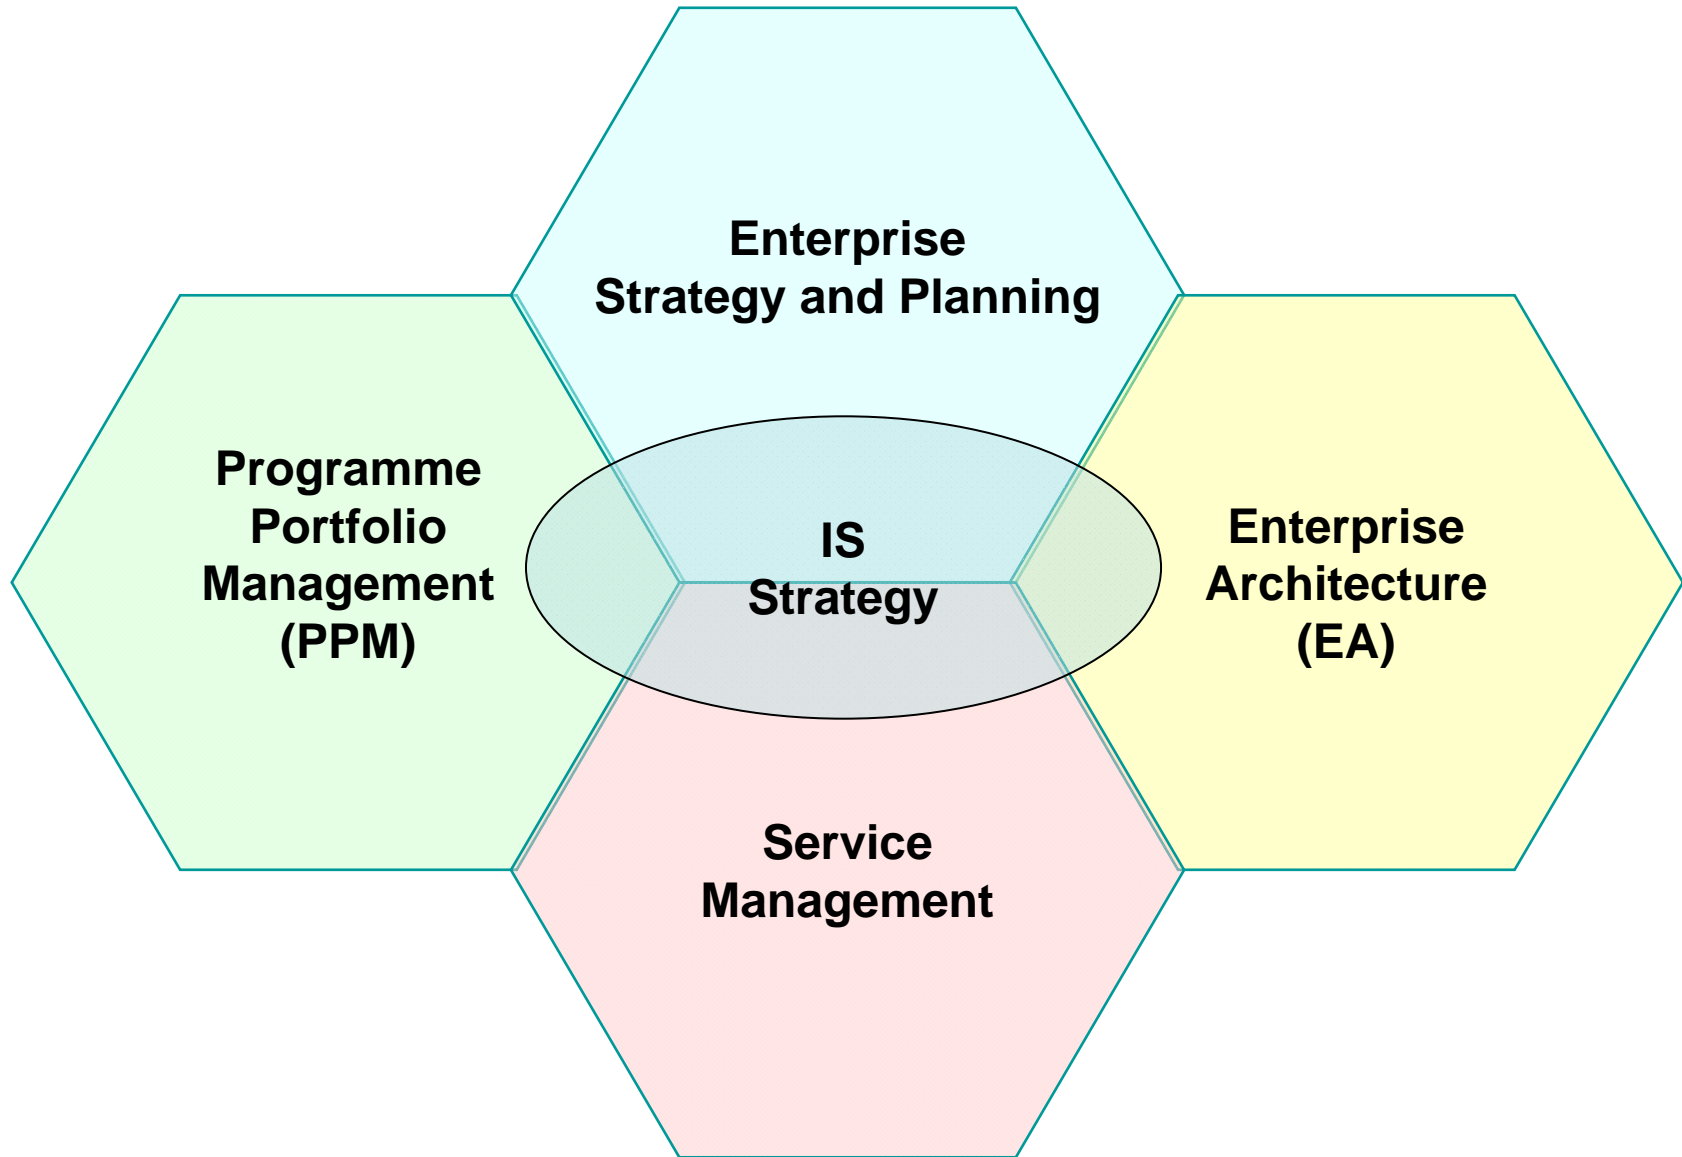 Enterprise
Strategy and Planning
Programme
Portfolio
Management
(PPM)
IS
Strategy
Enterprise
Architecture
(EA)
Service
Management